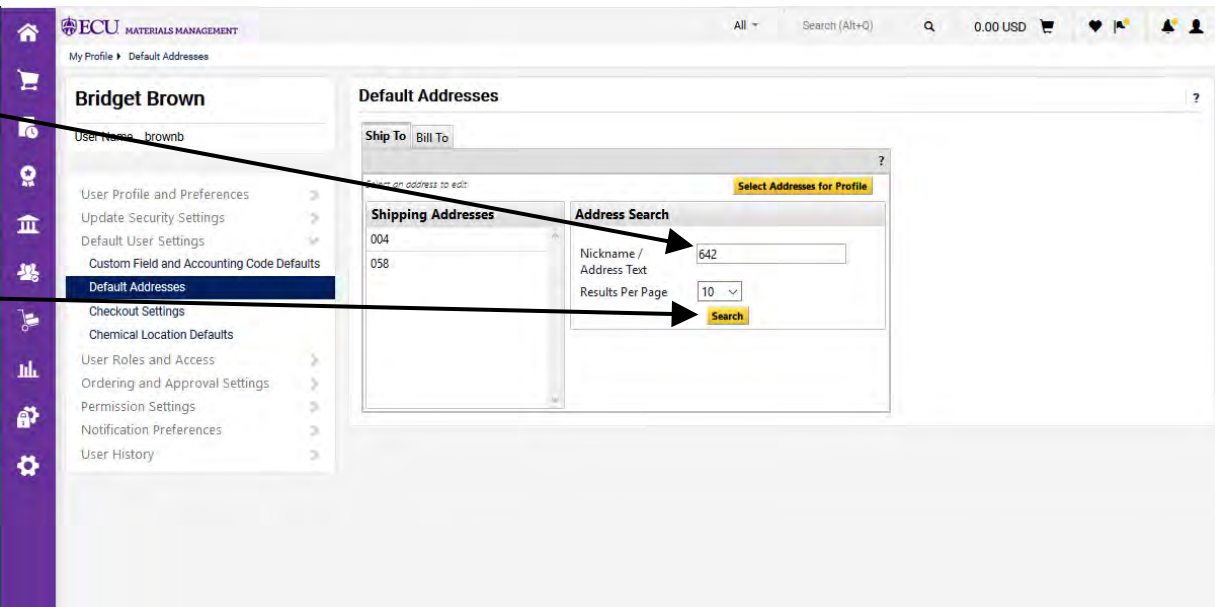 ECU MATERIALS MANAGEMENT
All Search (Alt+Q) 0.00 USD
My Profile Default Addresses
Bridget Brown
User Name brownb
User Profile and Preferences
Update Security Settings
Default User Settings
Custom Field and Accounting Code Defaults
Default Addresses
Checkout Settings
Chemical Location Defaults
User Roles and Access
Ordering and Approval Settings
Permission Settings
Notification Preferences
User History
Default Addresses ?
Ship To Bill To
?
Select an address to edit Select Addresses for Profile
Shipping Addresses
004
058
Address Search
Nickname / 642
Address Text
Results Per Page 10
Search